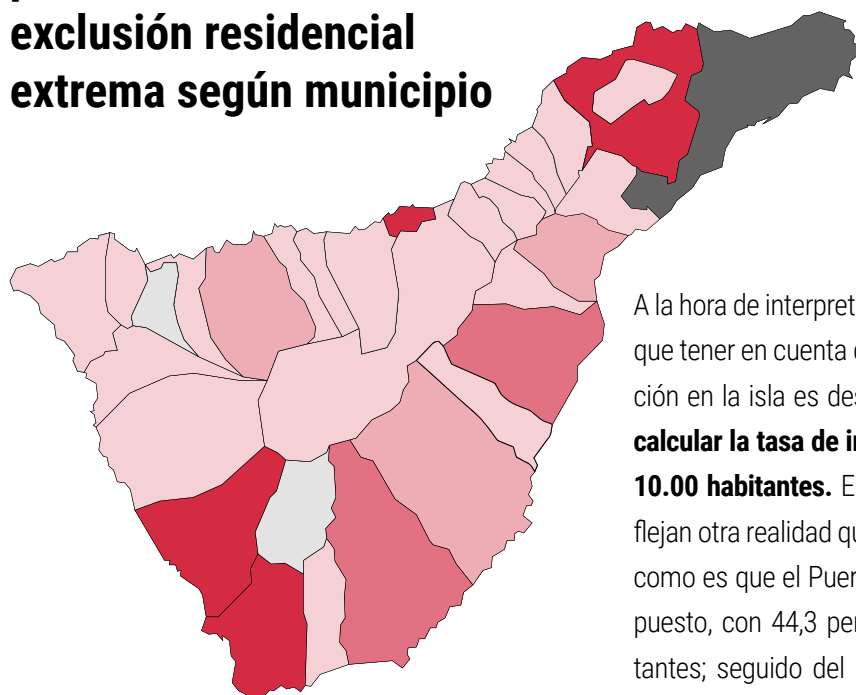 exclusión residencial
extrema según municipio
A la hora de interpret
que tener en cuenta
ción en la isla es des
calcular la tasa de i
10.00 habitantes. E
flejan otra realidad qu
como es que el Puer
puesto, con 44,3 per
tantes; seguido del